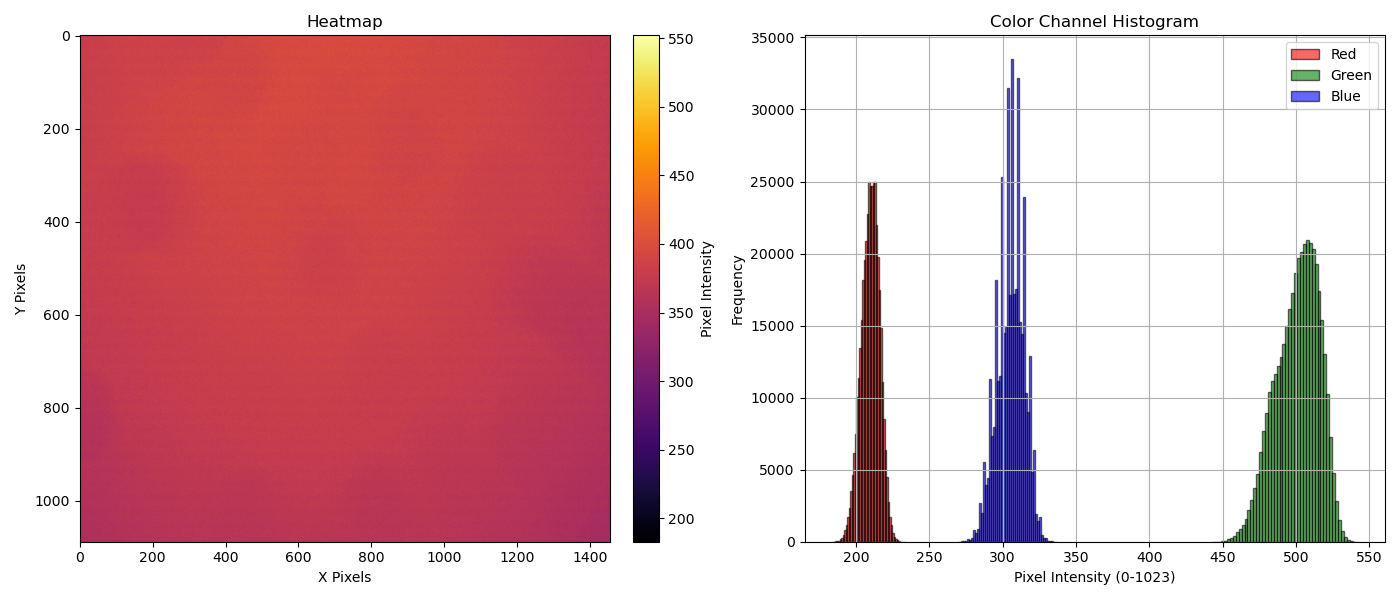 Heatmap
0
200
400
600
800
1000
Y Pixels
0 200 400 600 800 1000 1200 1400
X Pixels
550
500
450
400
350
300
250
200
Pixel Intensity
Color Channel Histogram
35000
30000
25000
20000
15000
10000
5000
0
Frequency
Red
Green
Blue
200 250 300 350 400 450 500 550
Pixel Intensity (0-1023)